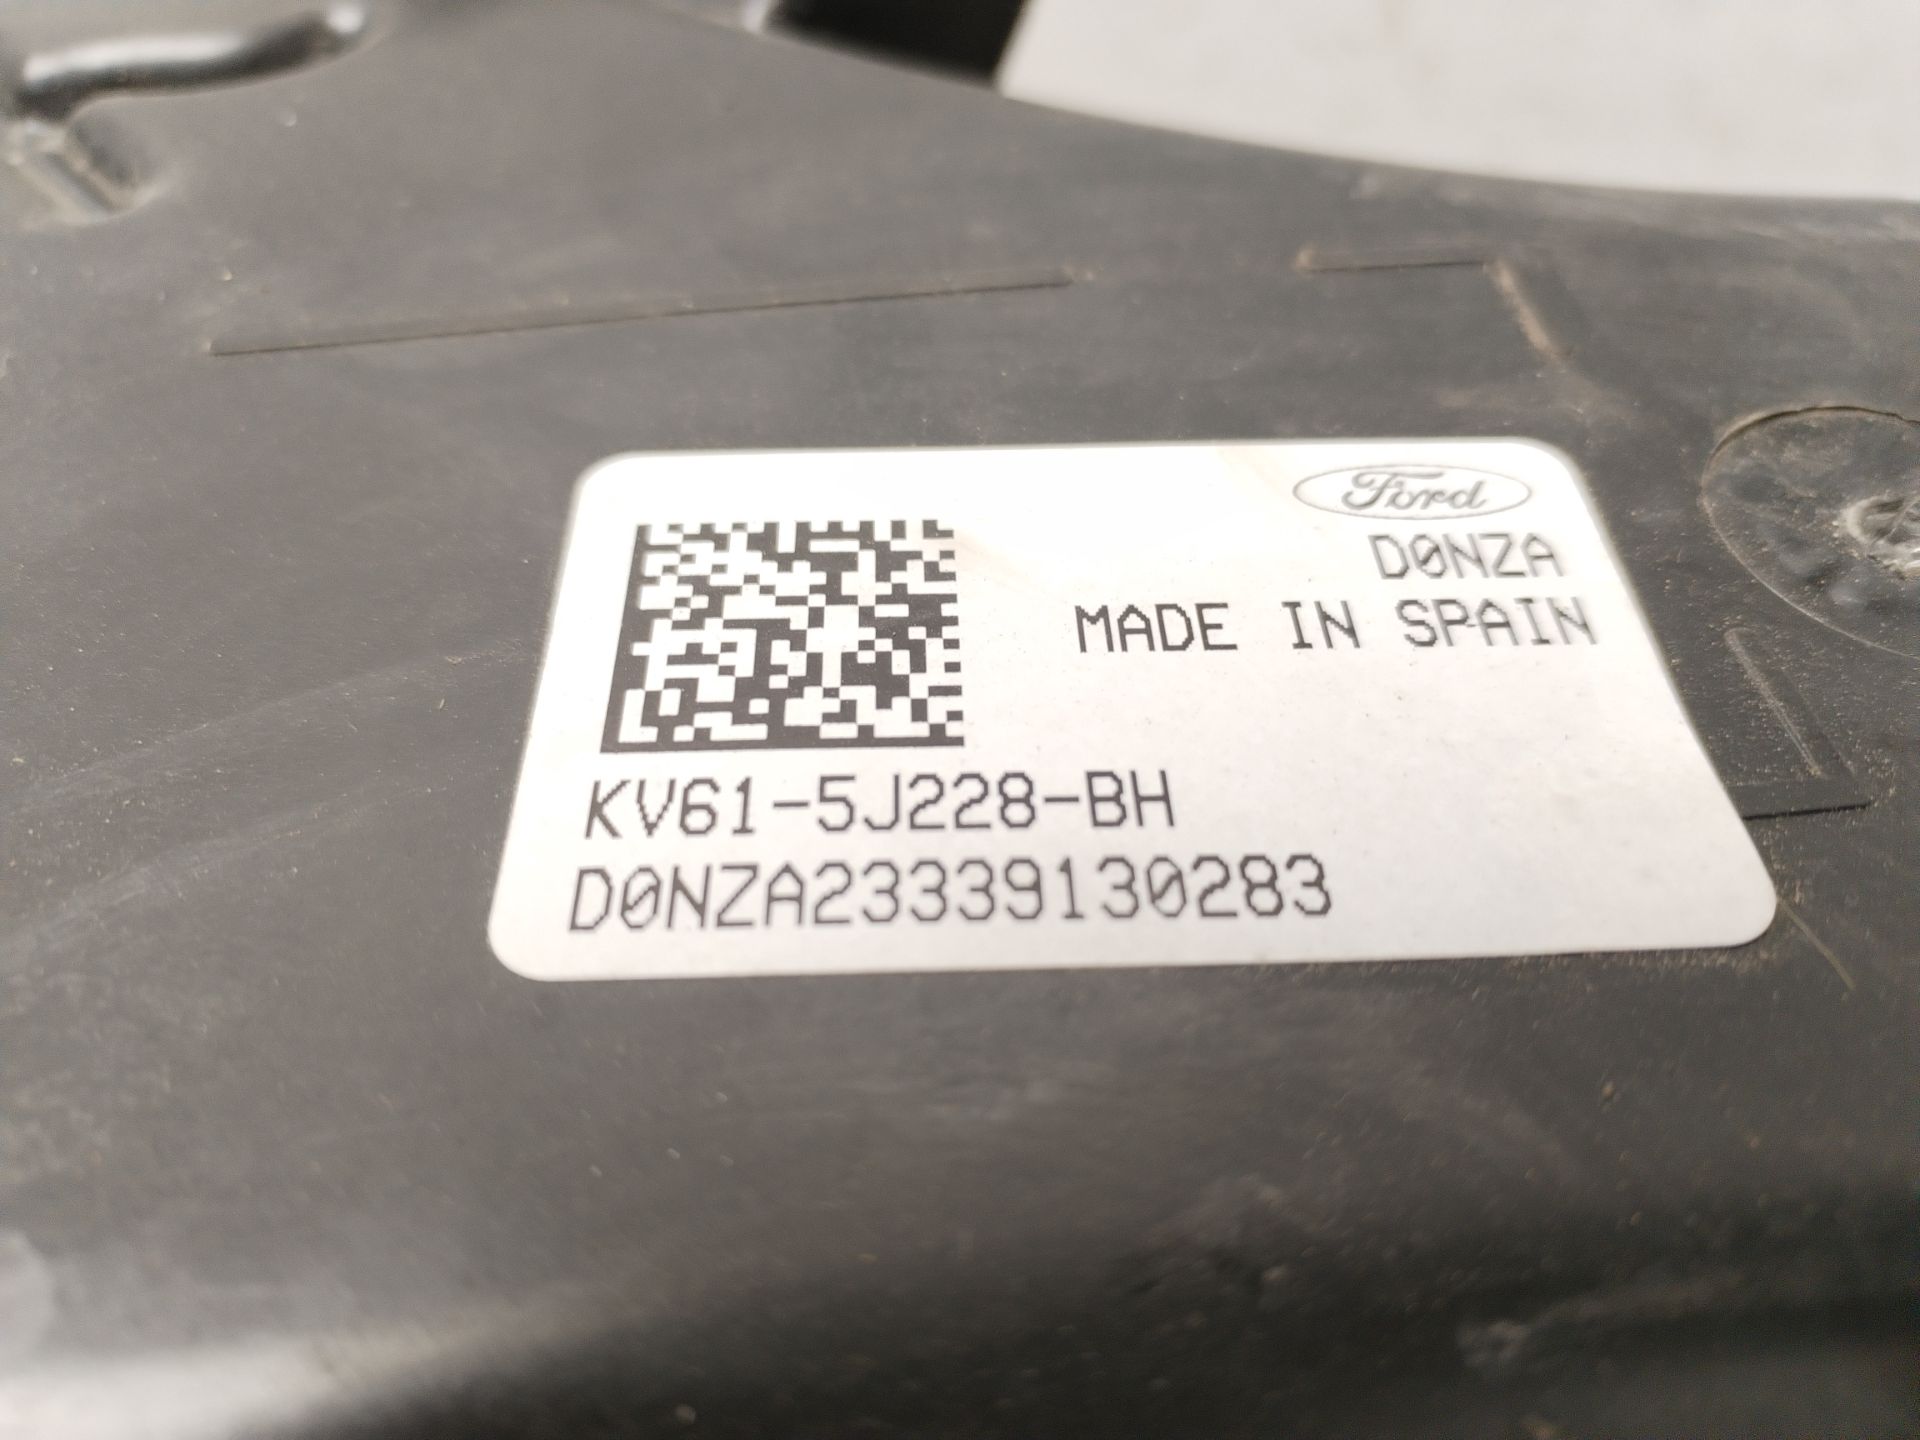 Ford
D0NZA
MADE IN SPAIN
KV61-5J228-BH
D0NZA23339130283